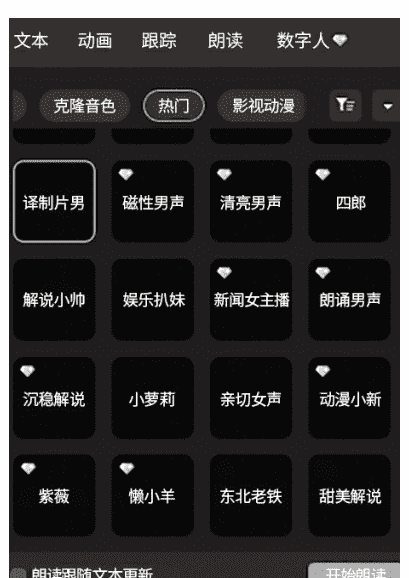 文本 动画 跟踪 朗读 数字人
克隆音色 热门 影视动漫
译制片男 磁性男声 清亮男声 四郎
解说小帅 娱乐扒妹 新闻女主播 朗诵男声
沉稳解说 小萝莉 亲切女声 动漫小新
紫薇 懒小羊 东北老铁 甜美解说
朗读跟随文本更新 开始朗读